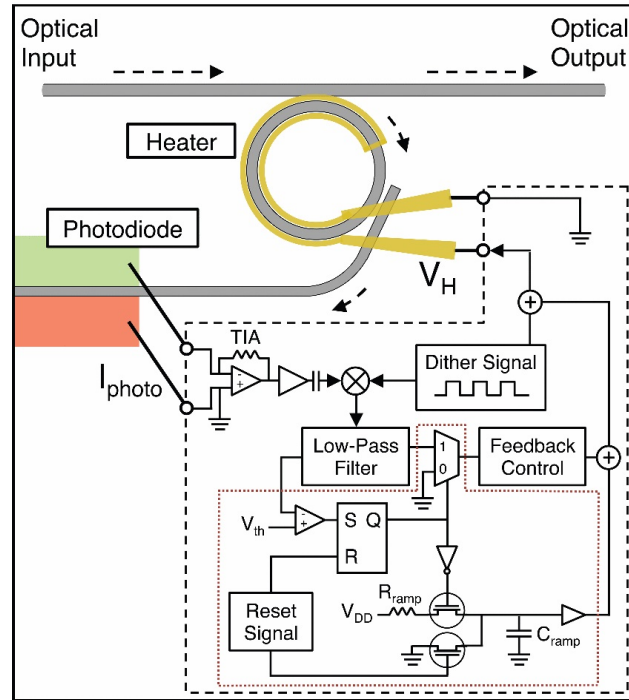 Optical
Input
Optical
Output
Heater
Photodiode
V_H
I_photo
TIA
Dither Signal
-
+
Low-Pass
Filter
1
0
Feedback
Control
V_th
-
+
S Q
R
Reset
Signal
V_DD
R_ramp
C_ramp